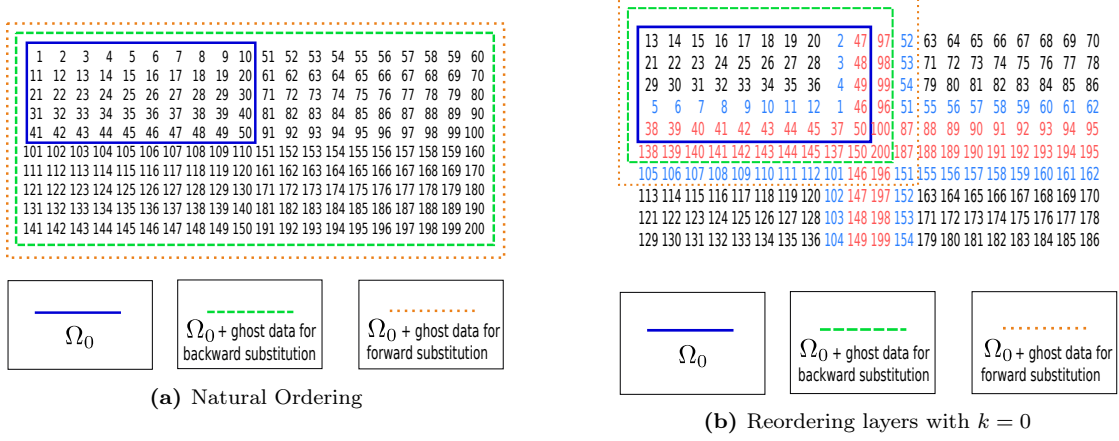 1 2 3 4 5 6 7 8 9 10 51 52 53 54 55 56 57 58 59 60
11 12 13 14 15 16 17 18 19 20 61 62 63 64 65 66 67 68 69 70
21 22 23 24 25 26 27 28 29 30 71 72 73 74 75 76 77 78 79 80
31 32 33 34 35 36 37 38 39 40 81 82 83 84 85 86 87 88 89 90
41 42 43 44 45 46 47 48 49 50 91 92 93 94 95 96 97 98 99 100
101 102 103 104 105 106 107 108 109 110 151 152 153 154 155 156 157 158 159 160
111 112 113 114 115 116 117 118 119 120 161 162 163 164 165 166 167 168 169 170
121 122 123 124 125 126 127 128 129 130 171 172 173 174 175 176 177 178 179 180
131 132 133 134 135 136 137 138 139 140 181 182 183 184 185 186 187 188 189 190
141 142 143 144 145 146 147 148 149 150 191 192 193 194 195 196 197 198 199 200
Ω₀
Ω₀ + ghost data for
backward substitution
Ω₀ + ghost data for
forward substitution
(a) Natural Ordering
13 14 15 16 17 18 19 20 2 47 97 52 63 64 65 66 67 68 69 70
21 22 23 24 25 26 27 28 3 48 98 53 71 72 73 74 75 76 77 78
29 30 31 32 33 34 35 36 4 49 99 54 79 80 81 82 83 84 85 86
5 6 7 8 9 10 11 12 1 46 96 51 55 56 57 58 59 60 61 62
38 39 40 41 42 43 44 45 37 50 100 87 88 89 90 91 92 93 94 95
138 139 140 141 142 143 144 145 137 150 200 187 188 189 190 191 192 193 194 195
105 106 107 108 109 110 111 112 101 146 196 151 155 156 157 158 159 160 161 162
113 114 115 116 117 118 119 120 102 147 197 152 163 164 165 166 167 168 169 170
121 122 123 124 125 126 127 128 103 148 198 153 171 172 173 174 175 176 177 178
129 130 131 132 133 134 135 136 104 149 199 154 179 180 181 182 183 184 185 186
Ω₀
Ω₀ + ghost data for
backward substitution
Ω₀ + ghost data for
forward substitution
(b) Reordering layers with k = 0